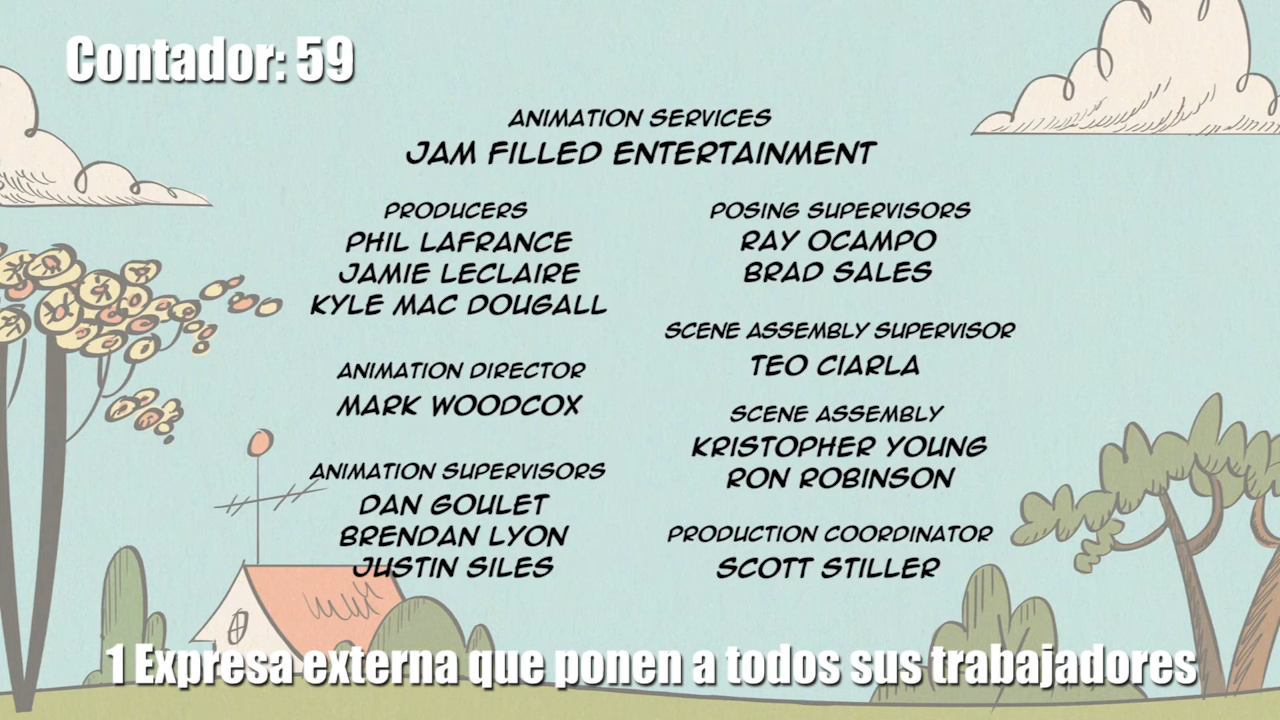 Contador: 59
ANIMATION SERVICES
JAM FILLED ENTERTAINMENT
PRODUCERS
PHIL LAFRANCE
JAMIE LECLAIRE
KYLE MAC DOUGALL
ANIMATION DIRECTOR
MARK WOODCOX
ANIMATION SUPERVISORS
DAN GOULET
BRENDAN LYON
JUSTIN SILES
POSING SUPERVISORS
RAY OCAMPO
BRAD SALES
SCENE ASSEMBLY SUPERVISOR
TEO CIARLA
SCENE ASSEMBLY
KRISTOPHER YOUNG
RON ROBINSON
PRODUCTION COORDINATOR
SCOTT STILLER
1 Expresa externa que ponen a todos sus trabajadores